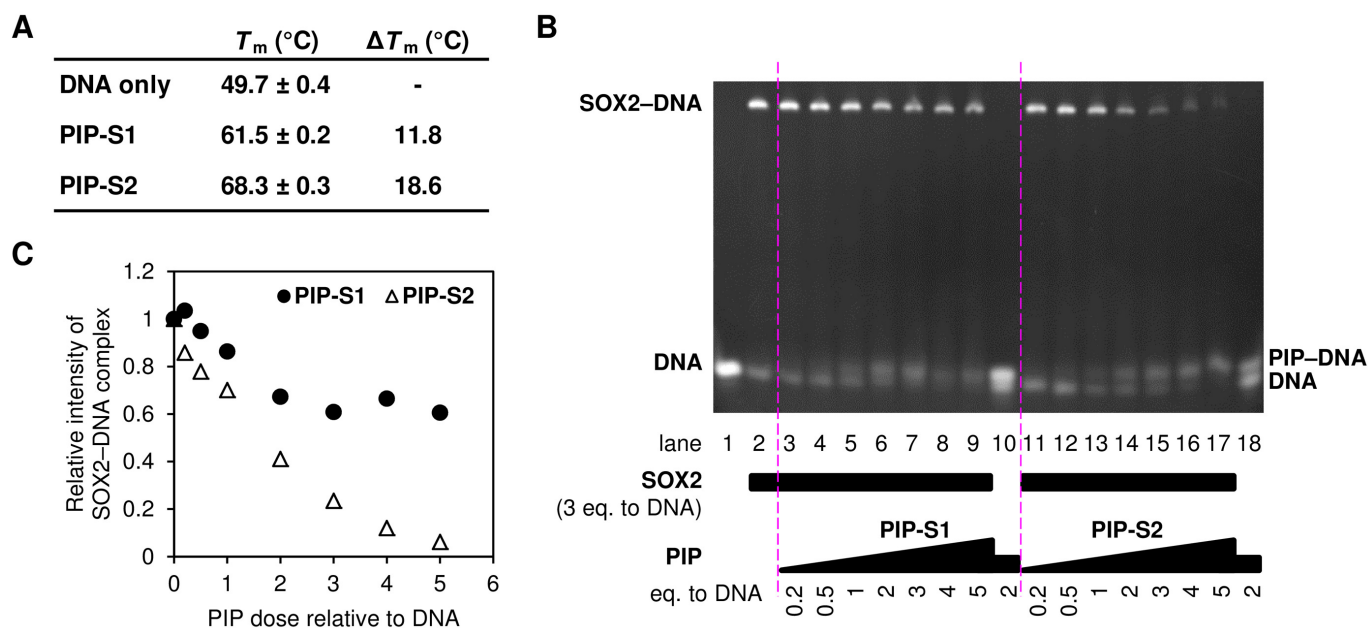 A
Tm (°C) ΔTm (°C)
DNA only 49.7 ± 0.4 -
PIP-S1 61.5 ± 0.2 11.8
PIP-S2 68.3 ± 0.3 18.6
B
SOX2–DNA
DNA
PIP–DNA
DNA
lane 1 2 3 4 5 6 7 8 9 10 11 12 13 14 15 16 17 18
SOX2
(3 eq. to DNA)
PIP-S1 PIP-S2
PIP
eq. to DNA 0.2 0.5 1 2 3 4 5 2 0.2 0.5 1 2 3 4 5 2
C
Relative intensity of
SOX2–DNA complex
1.2
1
0.8
0.6
0.4
0.2
0
PIP-S1 PIP-S2
0 1 2 3 4 5 6
PIP dose relative to DNA